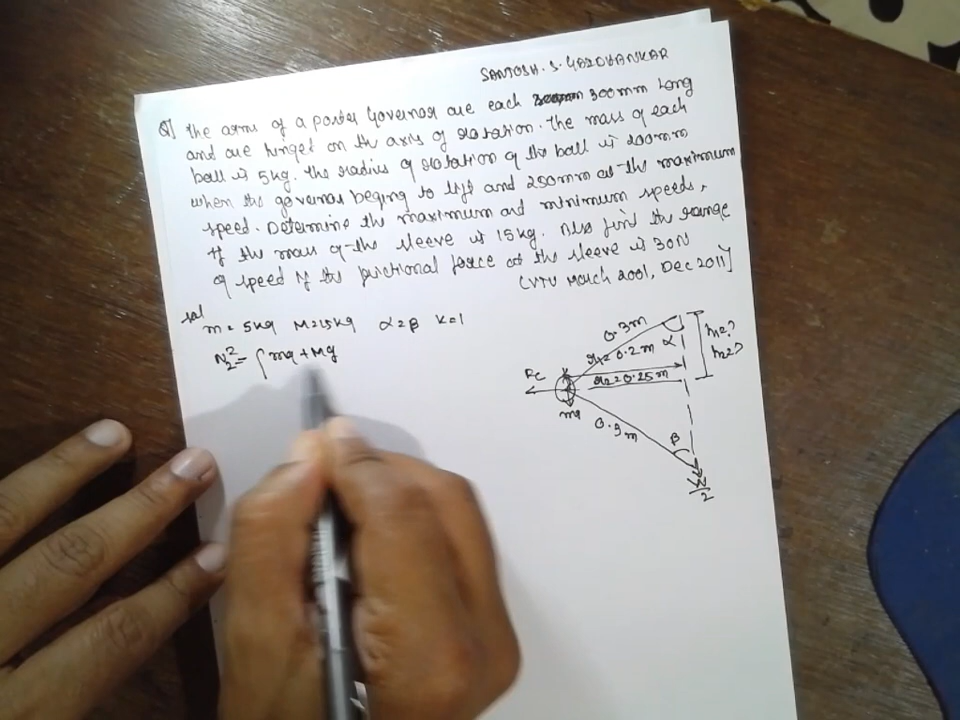 SANTOSH. S. GARDHANKAR
Q] The arms of a porter Governor are each 300mm long
and are hinged on the axis of rotation. The mass of each
ball is 5kg. The radius of rotation of the ball is 200mm
when the governor begins to lift and 250mm at the maximum
speed. Determine the maximum and minimum speeds,
If the mass of the sleeve is 15kg. Also find the range
of speed if the frictional force at the sleeve is 30N
[VTU March 2001, Dec 2011]
Sol
m = 5kg M=15kg α=β K=1
N₂² = { mg + Mg
0.3m
α
r₁=0.2m
r₂=0.25m
h₁=?
h₂=?
Fc
mg
0.3m
β
W/2